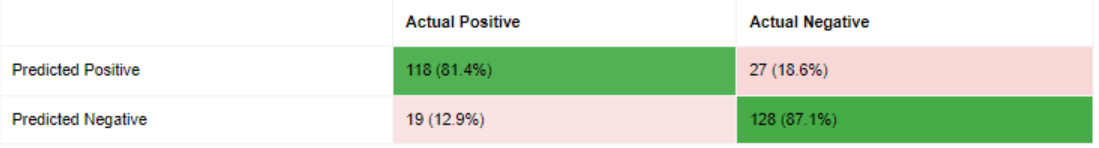 Actual Positive Actual Negative
Predicted Positive 118 (81.4%) 27 (18.6%)
Predicted Negative 19 (12.9%) 128 (87.1%)